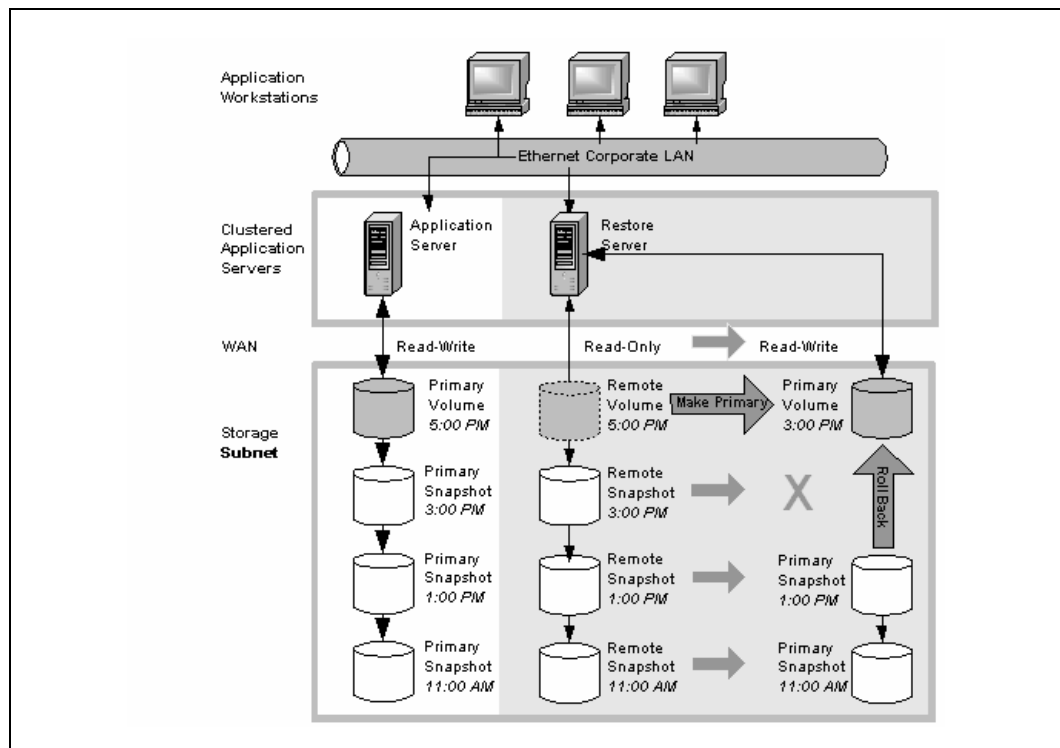 Application
Workstations
Ethernet Corporate LAN
Clustered
Application
Servers
Application
Server
Restore
Server
WAN
Read-Write
Read-Only
Read-Write
Storage
Subnet
Primary
Volume
5:00 PM
Remote
Volume
5:00 PM
Make Primary
Primary
Volume
3:00 PM
Primary
Snapshot
3:00 PM
Remote
Snapshot
3:00 PM
X
Roll Back
Primary
Snapshot
1:00 PM
Remote
Snapshot
1:00 PM
Primary
Snapshot
1:00 PM
Primary
Snapshot
11:00 AM
Remote
Snapshot
11:00 AM
Primary
Snapshot
11:00 AM